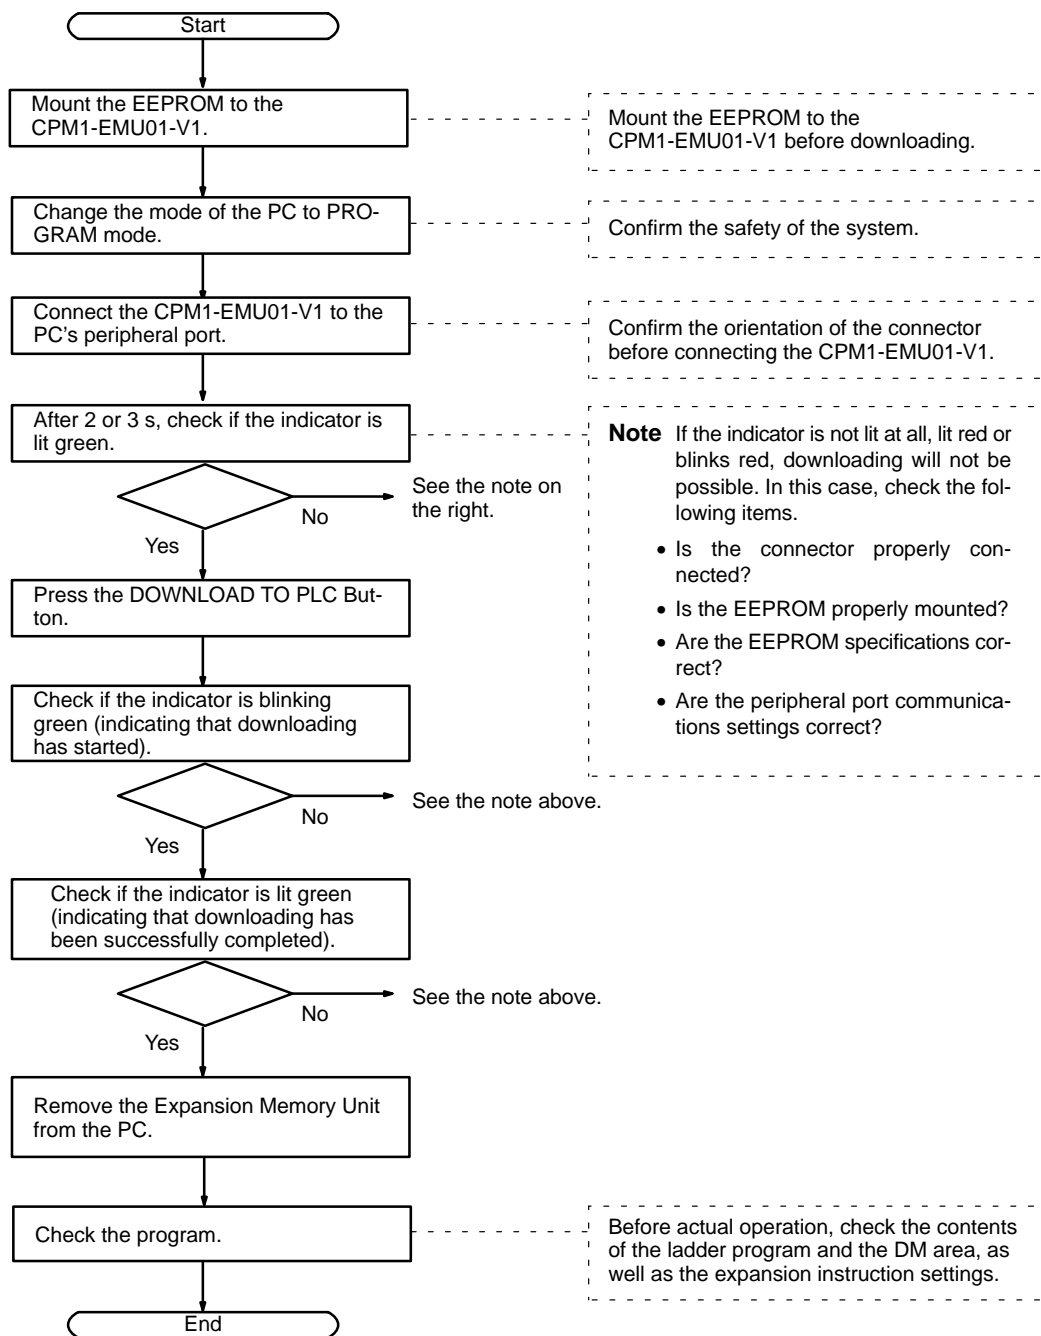 Start
Mount the EEPROM to the
CPM1-EMU01-V1.
Mount the EEPROM to the
CPM1-EMU01-V1 before downloading.
Change the mode of the PC to PRO-
GRAM mode.
Confirm the safety of the system.
Connect the CPM1-EMU01-V1 to the
PC's peripheral port.
Confirm the orientation of the connector
before connecting the CPM1-EMU01-V1.
After 2 or 3 s, check if the indicator is
lit green.
Note If the indicator is not lit at all, lit red or
blinks red, downloading will not be
possible. In this case, check the fol-
lowing items.
• Is the connector properly con-
nected?
• Is the EEPROM properly mounted?
• Are the EEPROM specifications cor-
rect?
• Are the peripheral port communica-
tions settings correct?
No
See the note on
the right.
Yes
Press the DOWNLOAD TO PLC But-
ton.
Check if the indicator is blinking
green (indicating that downloading
has started).
No
See the note above.
Yes
Check if the indicator is lit green
(indicating that downloading has
been successfully completed).
No
See the note above.
Yes
Remove the Expansion Memory Unit
from the PC.
Check the program.
Before actual operation, check the contents
of the ladder program and the DM area, as
well as the expansion instruction settings.
End